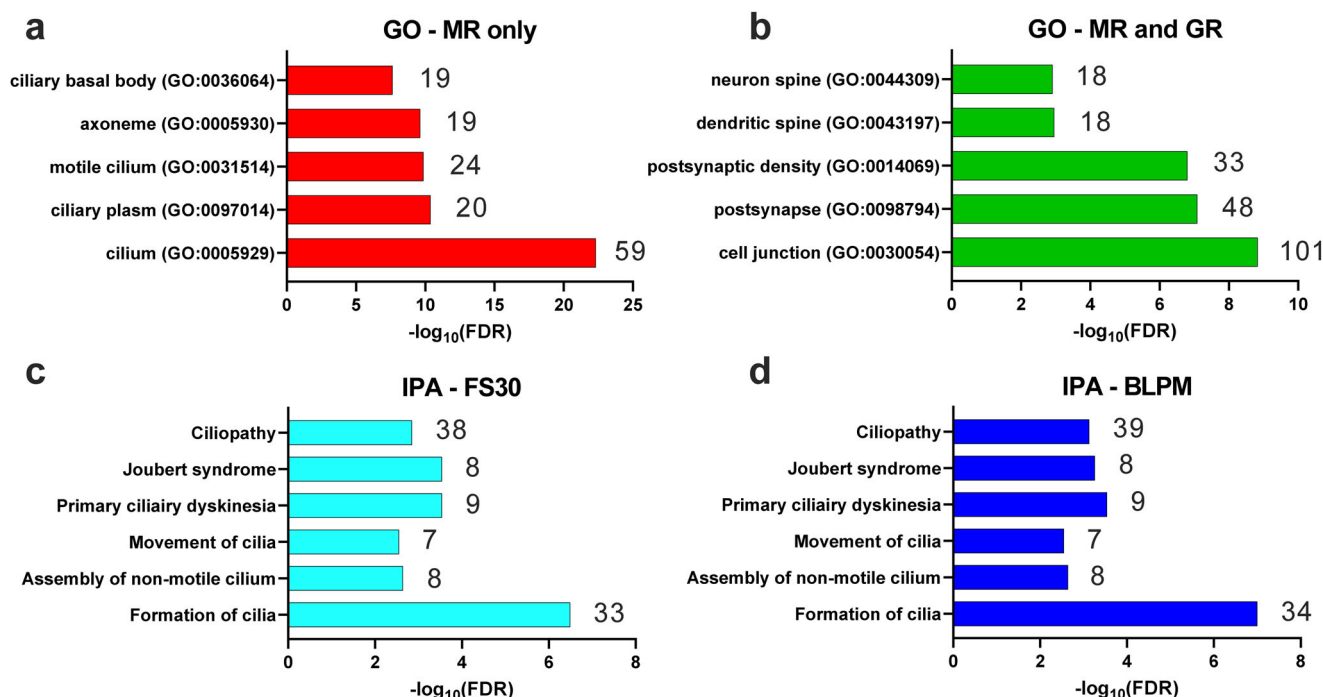 a
GO - MR only
ciliary basal body (GO:0036064)
19
axoneme (GO:0005930)
19
motile cilium (GO:0031514)
24
ciliary plasm (GO:0097014)
20
cilium (GO:0005929)
59
0 5 10 15 20 25
-log10(FDR)
b
GO - MR and GR
neuron spine (GO:0044309)
18
dendritic spine (GO:0043197)
18
postsynaptic density (GO:0014069)
33
postsynapse (GO:0098794)
48
cell junction (GO:0030054)
101
0 2 4 6 8 10
-log10(FDR)
c
IPA - FS30
Ciliopathy
38
Joubert syndrome
8
Primary ciliairy dyskinesia
9
Movement of cilia
7
Assembly of non-motile cilium
8
Formation of cilia
33
0 2 4 6 8
-log10(FDR)
d
IPA - BLPM
Ciliopathy
39
Joubert syndrome
8
Primary ciliairy dyskinesia
9
Movement of cilia
7
Assembly of non-motile cilium
8
Formation of cilia
34
0 2 4 6 8
-log10(FDR)